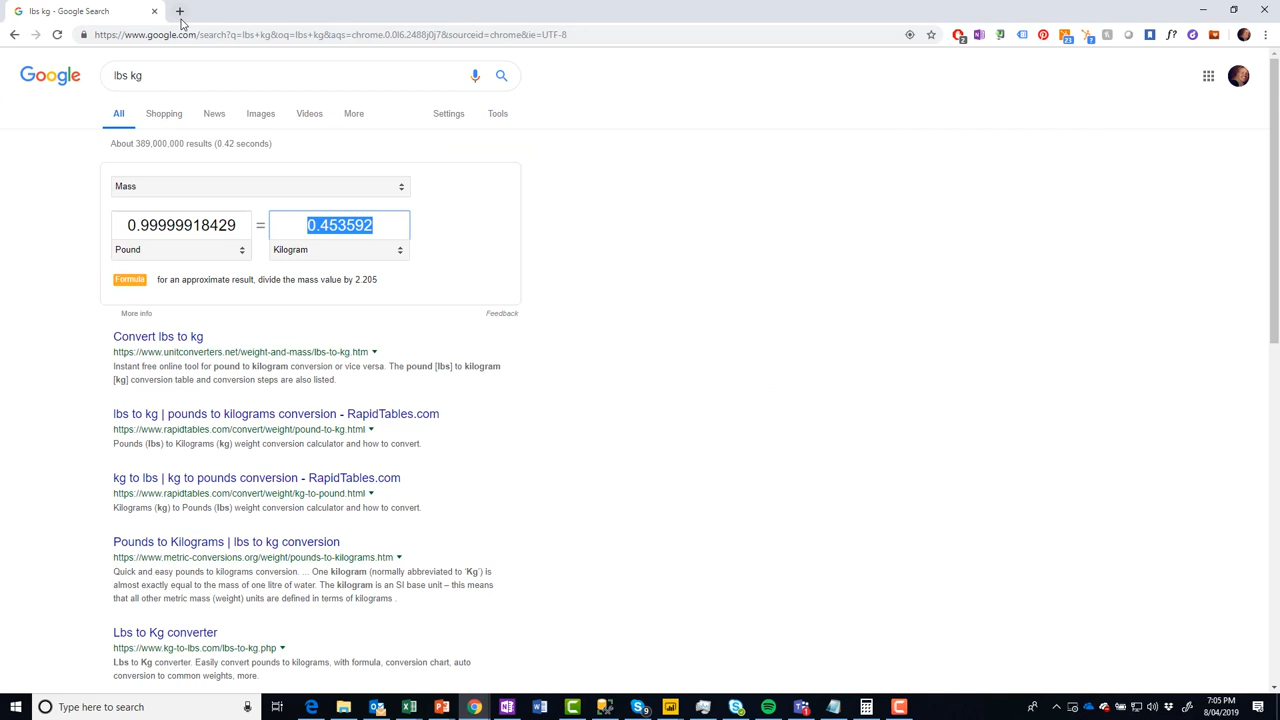 lbs kg - Google Search
https://www.google.com/search?q=lbs+kg&oq=lbs+kg&aqs=chrome.0.0l6.2488j0j7&sourceid=chrome&ie=UTF-8
2
23
7
f?
Google
lbs kg
All
Shopping
News
Images
Videos
More
Settings
Tools
About 389,000,000 results (0.42 seconds)
Mass
0.99999918429 = 0.453592
Pound
Kilogram
Formula for an approximate result, divide the mass value by 2.205
More info
Feedback
Convert lbs to kg
https://www.unitconverters.net/weight-and-mass/lbs-to-kg.htm
Instant free online tool for pound to kilogram conversion or vice versa. The pound [lbs] to kilogram
[kg] conversion table and conversion steps are also listed.
lbs to kg | pounds to kilograms conversion - RapidTables.com
https://www.rapidtables.com/convert/weight/pound-to-kg.html
Pounds (lbs) to Kilograms (kg) weight conversion calculator and how to convert.
kg to lbs | kg to pounds conversion - RapidTables.com
https://www.rapidtables.com/convert/weight/kg-to-pound.html
Kilograms (kg) to Pounds (lbs) weight conversion calculator and how to convert.
Pounds to Kilograms | lbs to kg conversion
https://www.metric-conversions.org/weight/pounds-to-kilograms.htm
Quick and easy pounds to kilograms conversion. ... One kilogram (normally abbreviated to 'Kg') is
almost exactly equal to the mass of one litre of water. The kilogram is an SI base unit – this means
that all other metric mass (weight) units are defined in terms of kilograms .
Lbs to Kg converter
https://www.kg-to-lbs.com/lbs-to-kg.php
Lbs to Kg converter. Easily convert pounds to kilograms, with formula, conversion chart, auto
conversion to common weights, more.
Type here to search
9
7:05 PM
8/04/2019